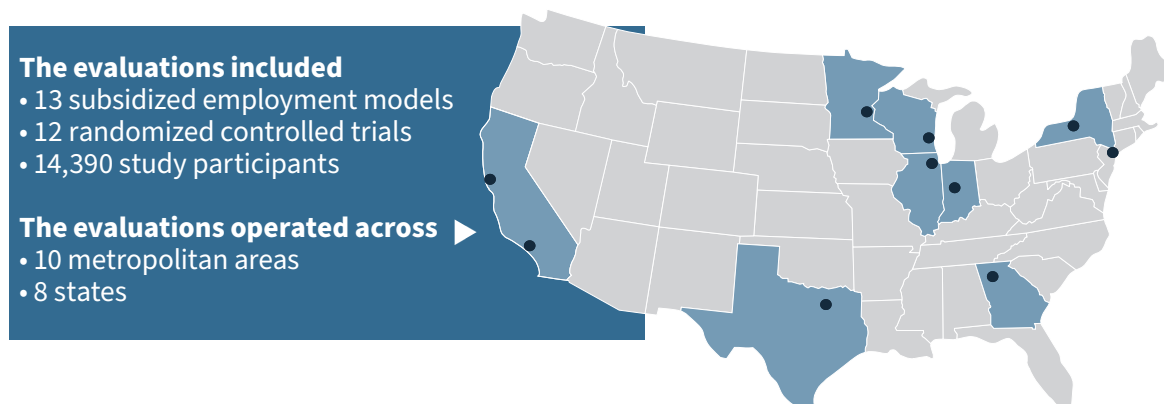 The evaluations included
• 13 subsidized employment models
• 12 randomized controlled trials
• 14,390 study participants
The evaluations operated across
• 10 metropolitan areas
• 8 states